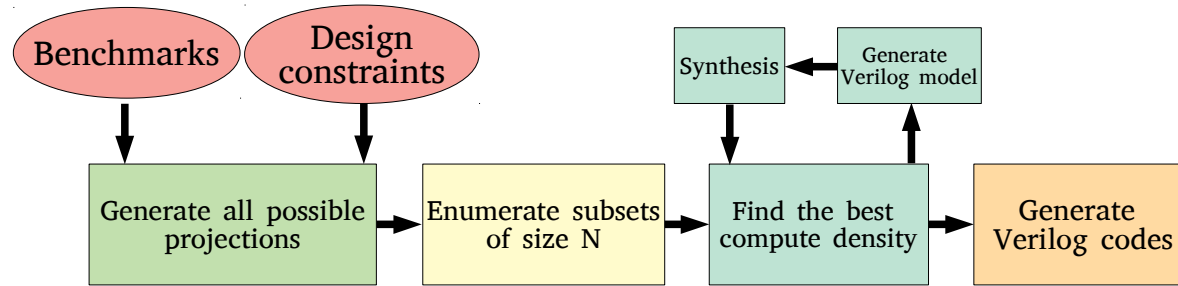 Benchmarks
Design
constraints
Synthesis
Generate
Verilog model
Generate all possible
projections
Enumerate subsets
of size N
Find the best
compute density
Generate
Verilog codes